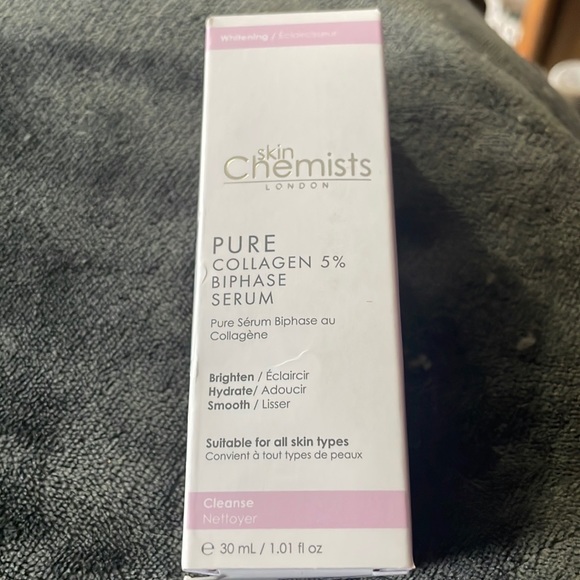 Whitening / Éclaircissant
skin
Chemists
LONDON
PURE
COLLAGEN 5%
BIPHASE
SERUM
Pure Sérum Biphase au
Collagène
Brighten / Éclaircir
Hydrate/ Adoucir
Smooth / Lisser
Suitable for all skin types
Convient à tout types de peaux
Cleanse
Nettoyer
℮ 30 mL / 1.01 fl oz